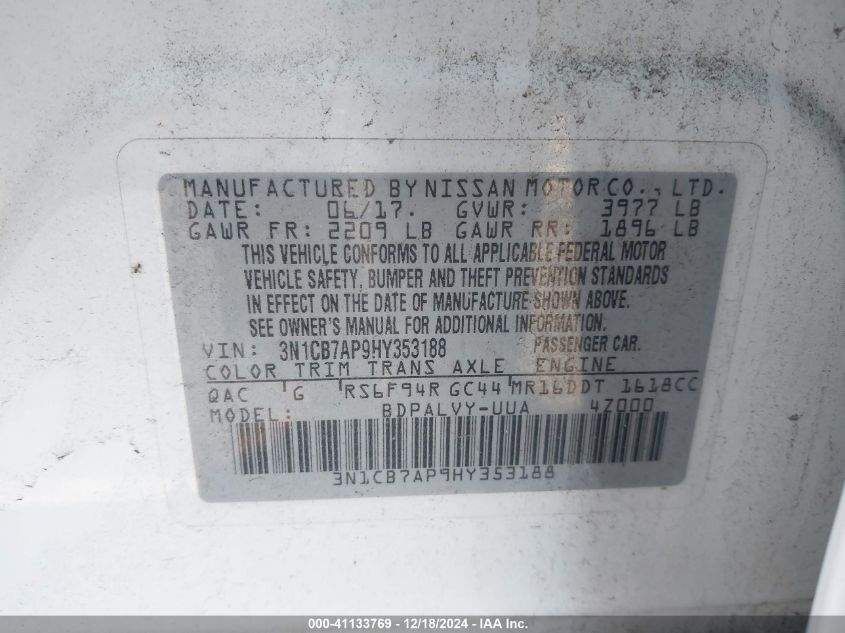 MANUFACTURED BY NISSAN MOTOR CO., LTD.
DATE: 06/17. GVWR: 3977 LB
GAWR FR: 2209 LB GAWR RR: 1896 LB
THIS VEHICLE CONFORMS TO ALL APPLICABLE FEDERAL MOTOR
VEHICLE SAFETY, BUMPER AND THEFT PREVENTION STANDARDS
IN EFFECT ON THE DATE OF MANUFACTURE SHOWN ABOVE.
SEE OWNER'S MANUAL FOR ADDITIONAL INFORMATION.
VIN: 3N1CB7AP9HY353188 PASSENGER CAR.
COLOR TRIM TRANS AXLE ENGINE
QAC G RS6F94R GC44 MR16DDT 1618CC
MODEL: BDPALVY-UUA 4Z000
3N1CB7AP9HY353188
000-41133769 - 12/18/2024 - IAA Inc.